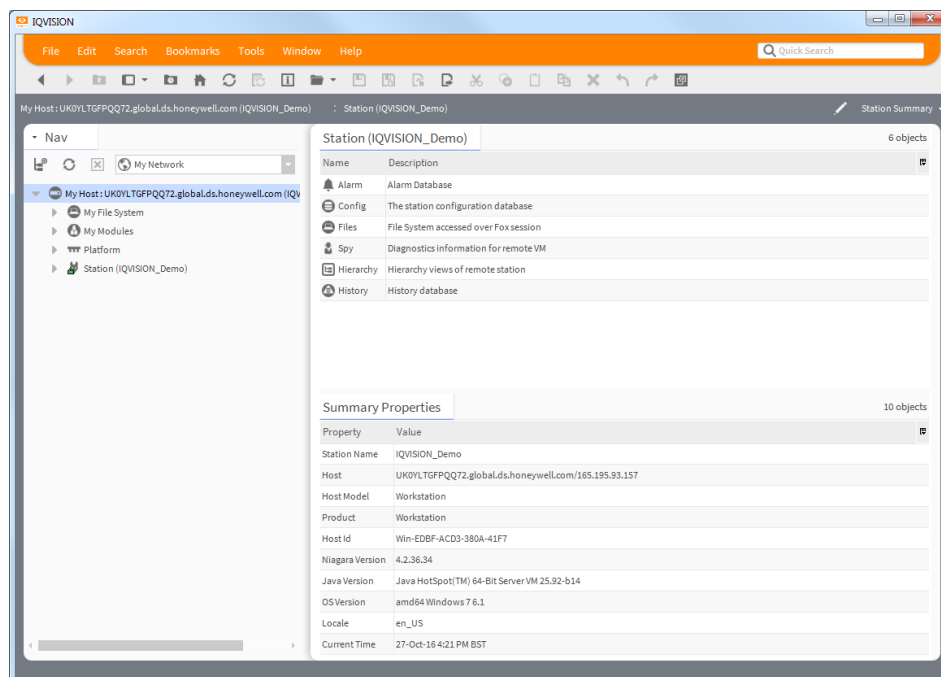 IQVISION
File Edit Search Bookmarks Tools Window Help Quick Search
My Host : UK0YLTGFPQQ72.global.ds.honeywell.com (IQVISION_Demo) : Station (IQVISION_Demo) Station Summary
Nav
My Network
My Host : UK0YLTGFPQQ72.global.ds.honeywell.com (IQV
My File System
My Modules
Platform
Station (IQVISION_Demo)
Station (IQVISION_Demo) 6 objects
Name Description
Alarm Alarm Database
Config The station configuration database
Files File System accessed over Fox session
Spy Diagnostics information for remote VM
Hierarchy Hierarchy views of remote station
History History database
Summary Properties 10 objects
Property Value
Station Name IQVISION_Demo
Host UK0YLTGFPQQ72.global.ds.honeywell.com/165.195.93.157
Host Model Workstation
Product Workstation
Host Id Win-EDBF-ACD3-380A-41F7
Niagara Version 4.2.36.34
Java Version Java HotSpot(TM) 64-Bit Server VM 25.92-b14
OS Version amd64 Windows 7 6.1
Locale en_US
Current Time 27-Oct-16 4:21 PM BST